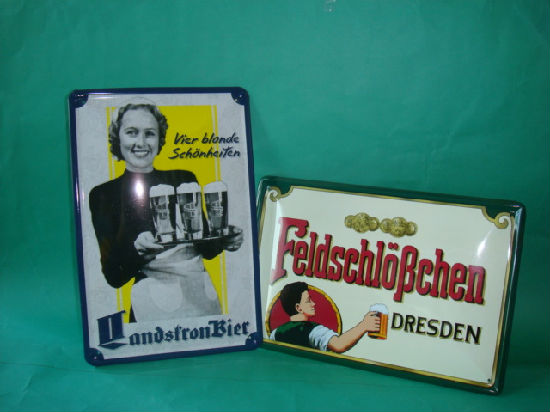 Vier blonde
Schönheiten
LandskronBier
Feldschlößchen
DRESDEN